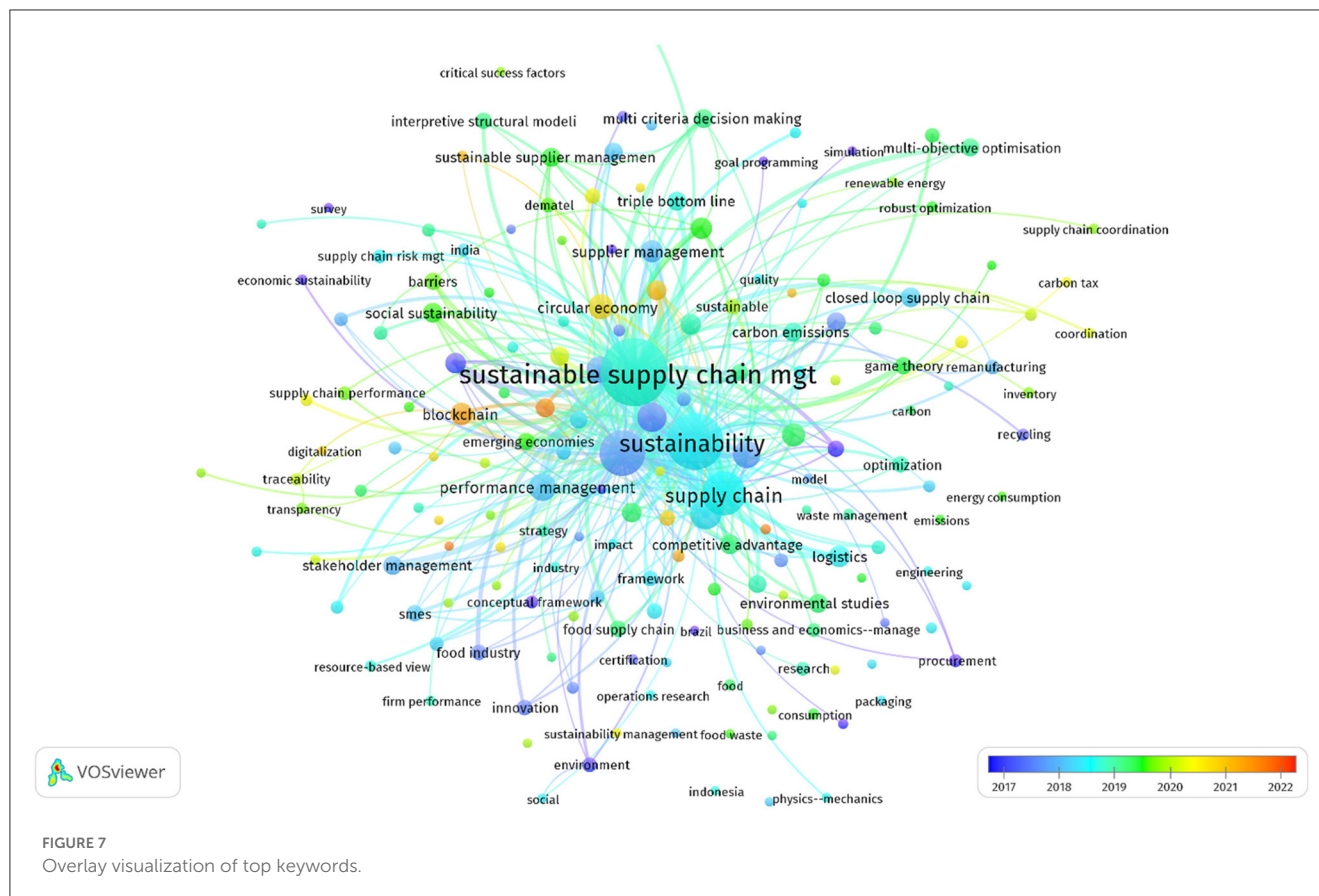 critical success factors
interpretive structural modeli
multi criteria decision making
simulation
multi-objective optimisation
sustainable supplier managemen
goal programming
renewable energy
survey
dematel
triple bottom line
robust optimization
supply chain coordination
supply chain risk mgt
india
supplier management
economic sustainability
barriers
quality
carbon tax
social sustainability
circular economy
sustainable
closed loop supply chain
carbon emissions
coordination
sustainable supply chain mgt
game theory
remanufacturing
supply chain performance
inventory
blockchain
carbon
digitalization
emerging economies
sustainability
recycling
traceability
optimization
performance management
supply chain
model
energy consumption
transparency
waste management
emissions
strategy
impact
competitive advantage
logistics
stakeholder management
industry
framework
engineering
smes
conceptual framework
environmental studies
food supply chain
brazil
business and economics--manage
resource-based view
food industry
certification
research
procurement
firm performance
innovation
operations research
food
packaging
consumption
sustainability management
food waste
environment
indonesia
social
physics--mechanics
VOSviewer
2017 2018 2019 2020 2021 2022
FIGURE 7
Overlay visualization of top keywords.